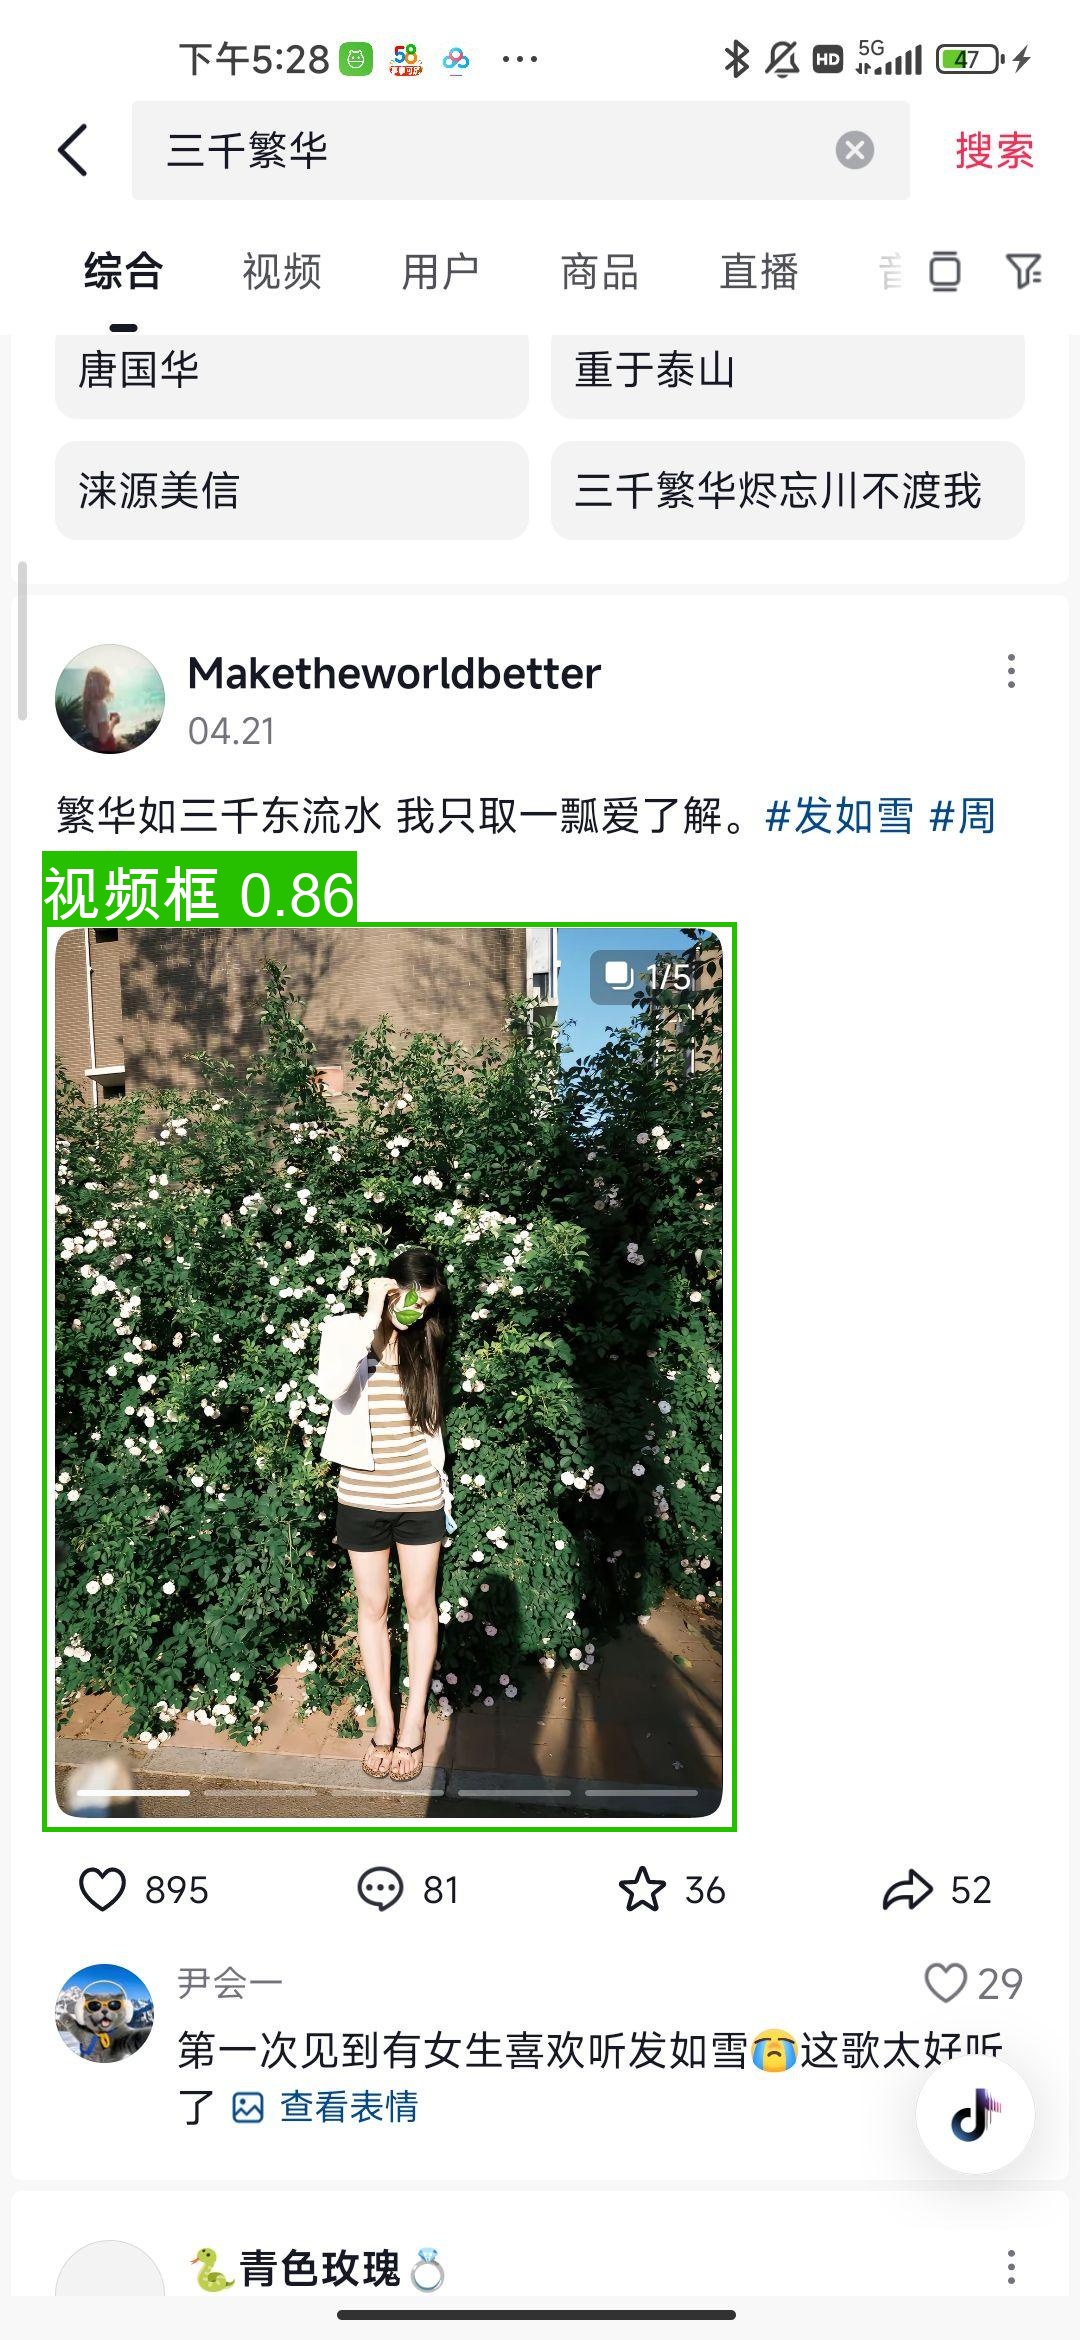 下午5:28
58
HD
5G
47
三千繁华
搜索
综合
视频
用户
商品
直播
唐国华
重于泰山
涞源美信
三千繁华烬忘川不渡我
Maketheworldbetter
04.21
繁华如三千东流水 我只取一瓢爱了解。#发如雪 #周
视频框 0.86
1/5
895
81
36
52
尹会一
29
第一次见到有女生喜欢听发如雪😭这歌太好听
了
查看表情
🐍青色玫瑰💍